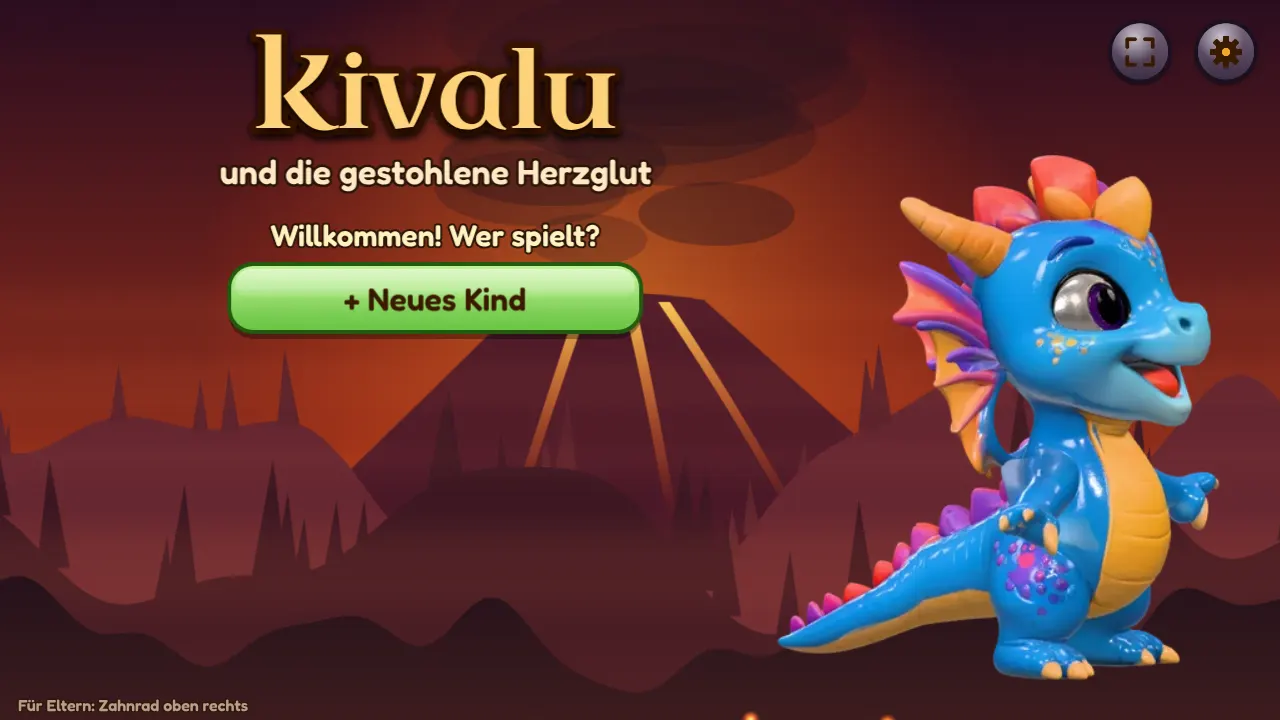 kivalu
und die gestohlene Herzglut
Willkommen! Wer spielt?
+ Neues Kind
Für Eltern: Zahnrad oben rechts